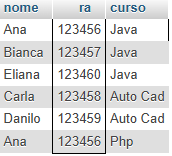 nome ra curso
Ana 123456 Java
Bianca 123457 Java
Eliana 123460 Java
Carla 123458 Auto Cad
Danilo 123459 Auto Cad
Ana 123456 Php